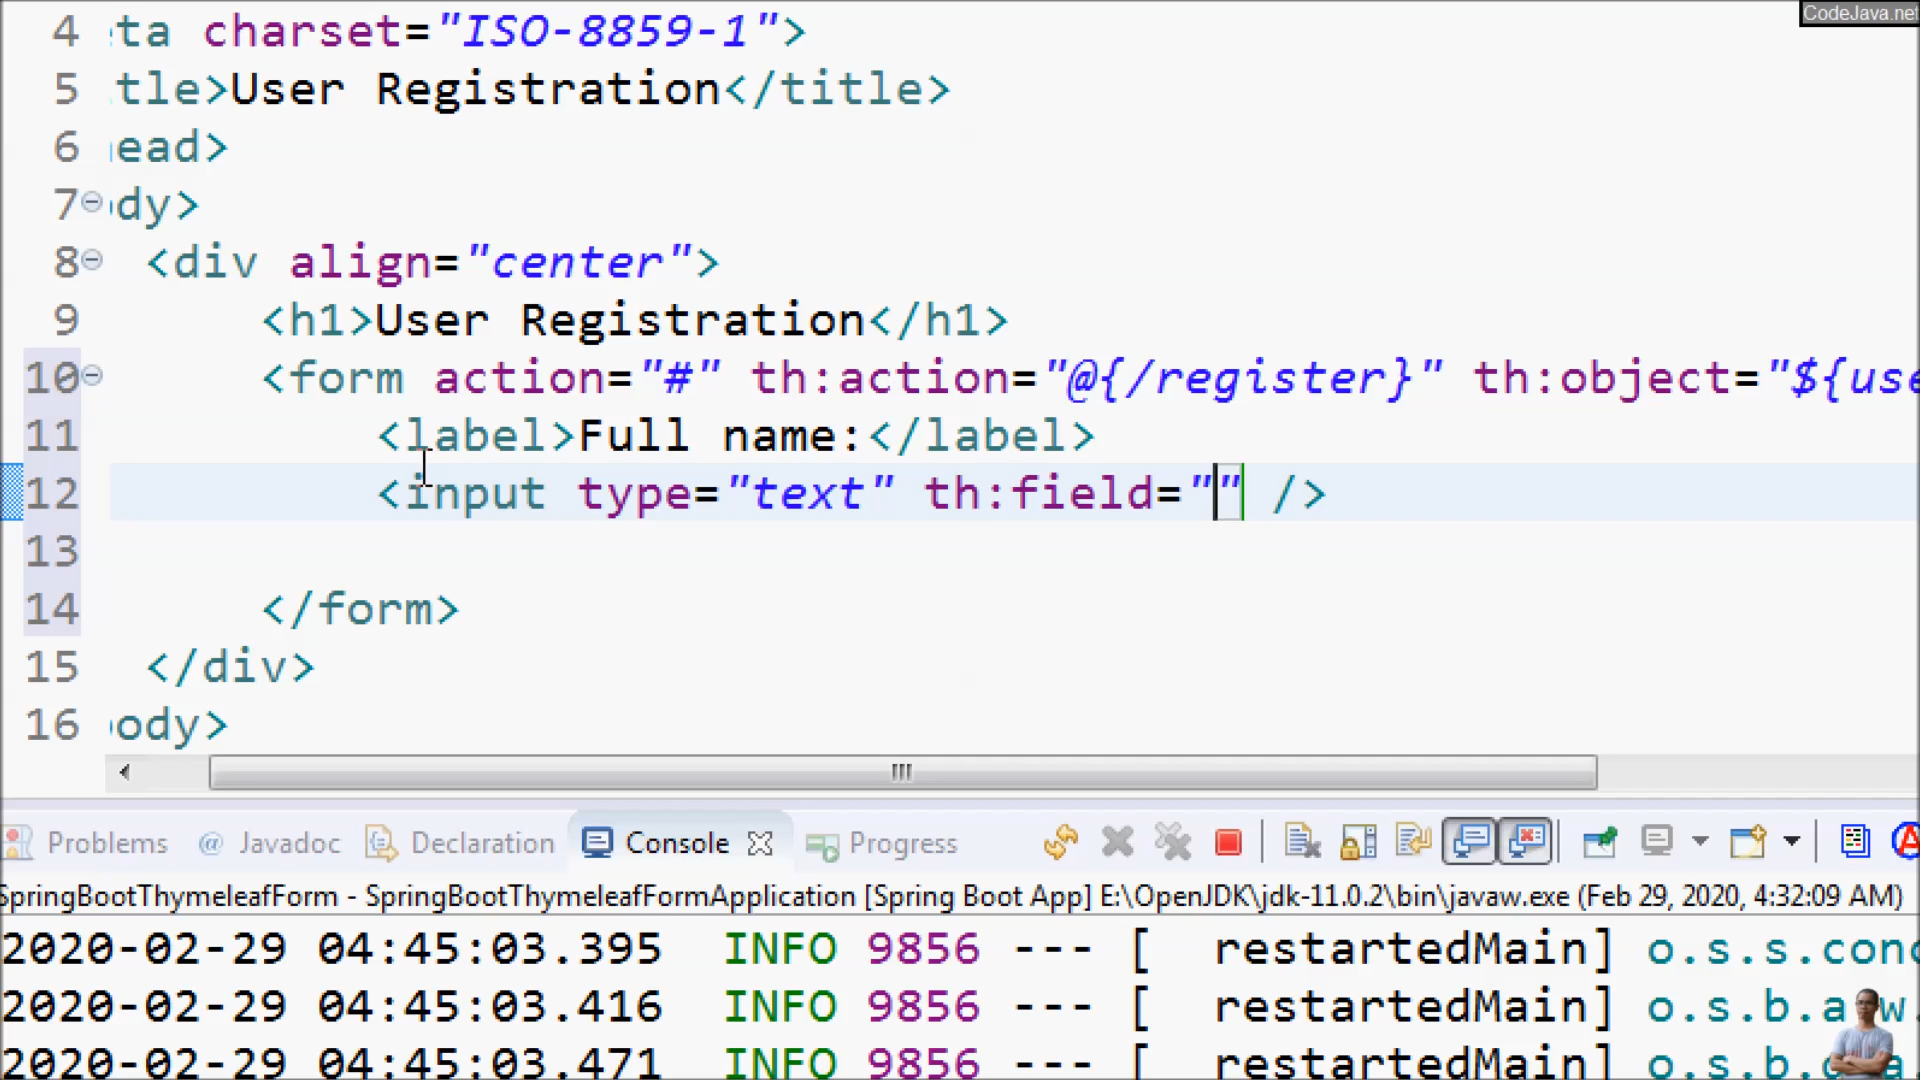 CodeJava.net
4 ta charset="ISO-8859-1">
5 tle>User Registration</title>
6 ead>
7 dy>
8 <div align="center">
9 <h1>User Registration</h1>
10 <form action="#" th:action="@{/register}" th:object="${use
11 <label>Full name:</label>
12 <input type="text" th:field="" />
13
14 </form>
15 </div>
16 ody>
Problems @ Javadoc Declaration Console Progress
SpringBootThymeleafForm - SpringBootThymeleafFormApplication [Spring Boot App] E:\OpenJDK\jdk-11.0.2\bin\javaw.exe (Feb 29, 2020, 4:32:09 AM)
2020-02-29 04:45:03.395 INFO 9856 --- [ restartedMain] o.s.s.conc
2020-02-29 04:45:03.416 INFO 9856 --- [ restartedMain] o.s.b.a.w.
2020-02-29 04:45:03.471 INFO 9856 --- [ restartedMain] o.s.b.